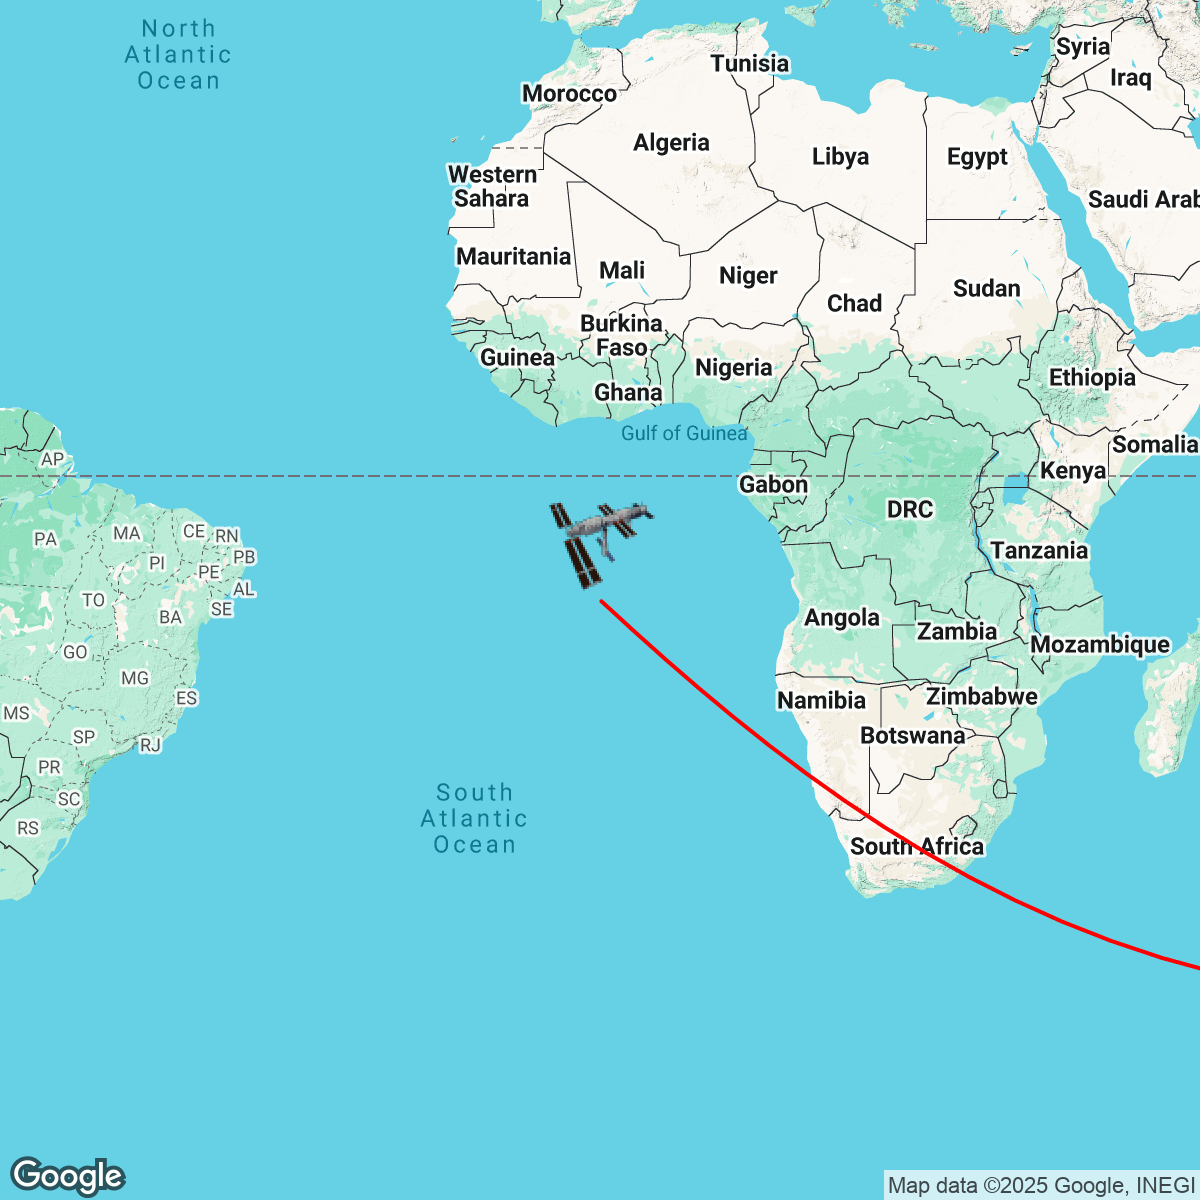 North
Atlantic
Ocean
Tunisia
Syria
Iraq
Morocco
Algeria
Libya
Egypt
Western
Sahara
Saudi Arab
Mauritania
Mali
Niger
Chad
Sudan
Burkina
Faso
Guinea
Nigeria
Ethiopia
Ghana
Gulf of Guinea
Somalia
AP
Kenya
Gabon
DRC
PA
MA
CE
RN
PI
PB
PE
AL
Tanzania
TO
SE
BA
Angola
Zambia
Mozambique
GO
MG
ES
Namibia
Zimbabwe
MS
SP
RJ
Botswana
PR
SC
South
Atlantic
Ocean
RS
South Africa
Google
Map data ©2025 Google, INEGI